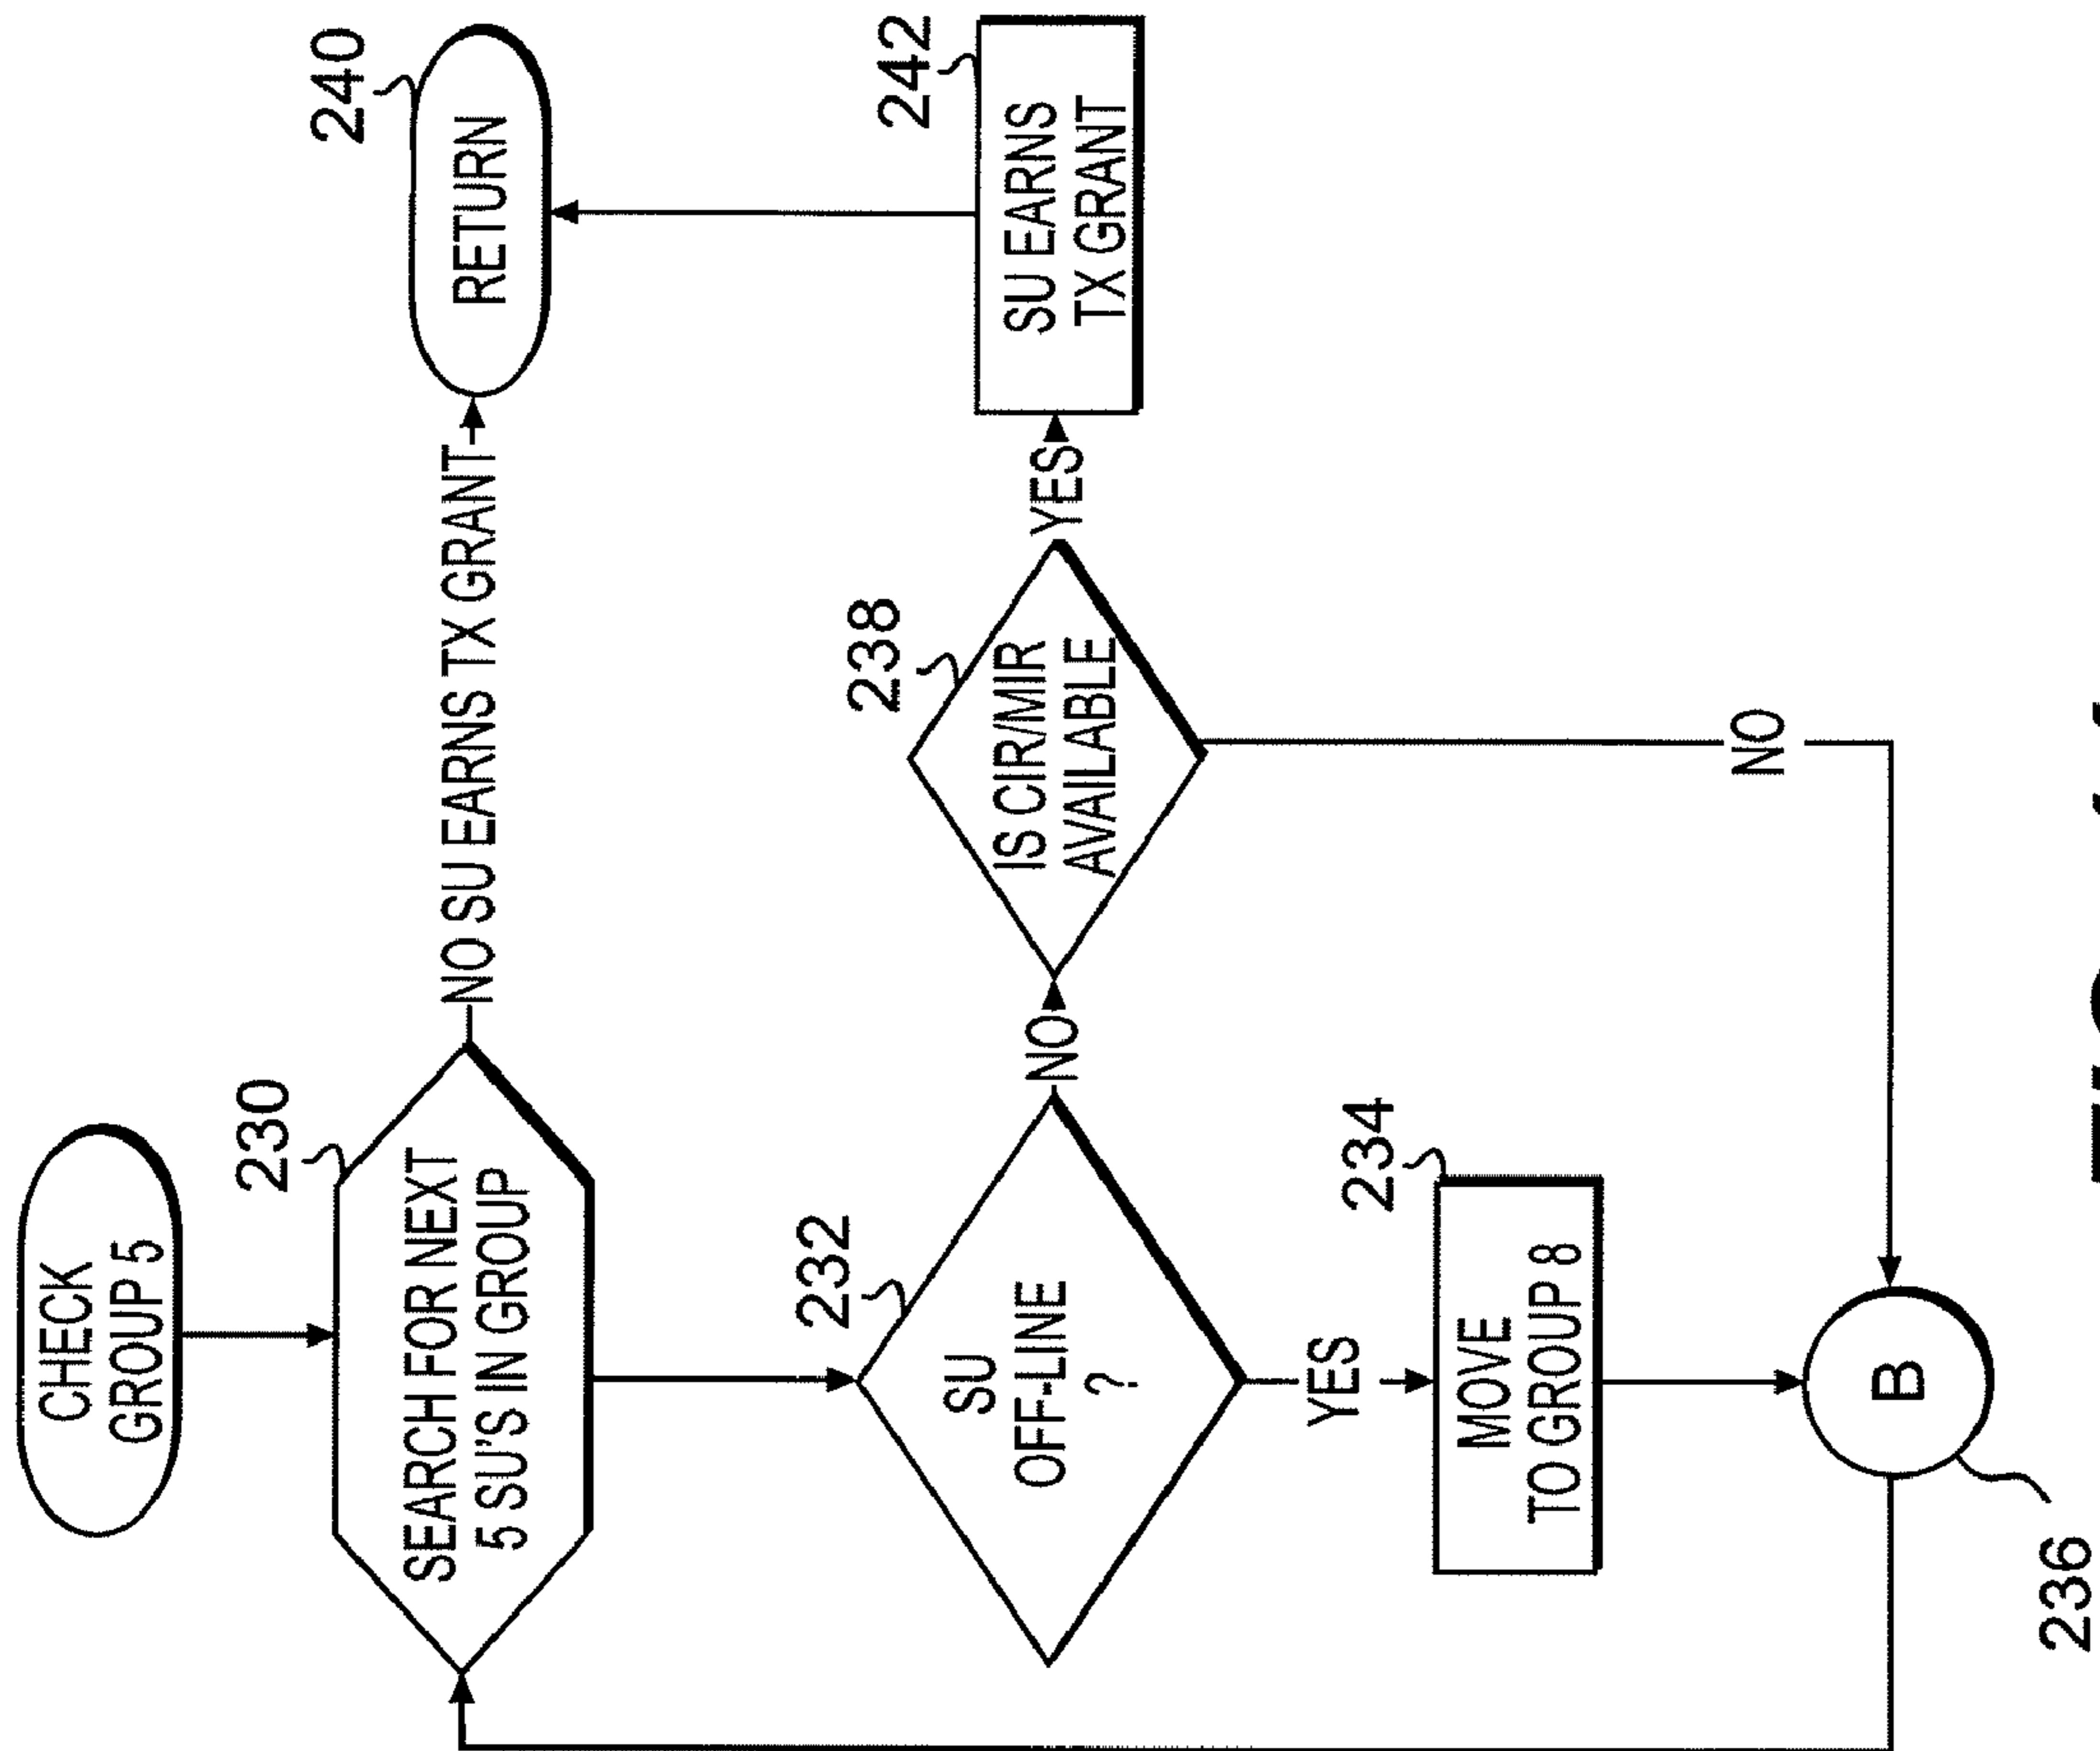 CHECK
GROUP 5
230
SEARCH FOR NEXT
5 SU'S IN GROUP
NO SU EARNS TX GRANT
240
RETURN
232
SU
OFF-LINE
?
NO
238
IS CIR/MIR
AVAILABLE
YES
242
SU EARNS
TX GRANT
YES
234
MOVE
TO GROUP 8
NO
B
236